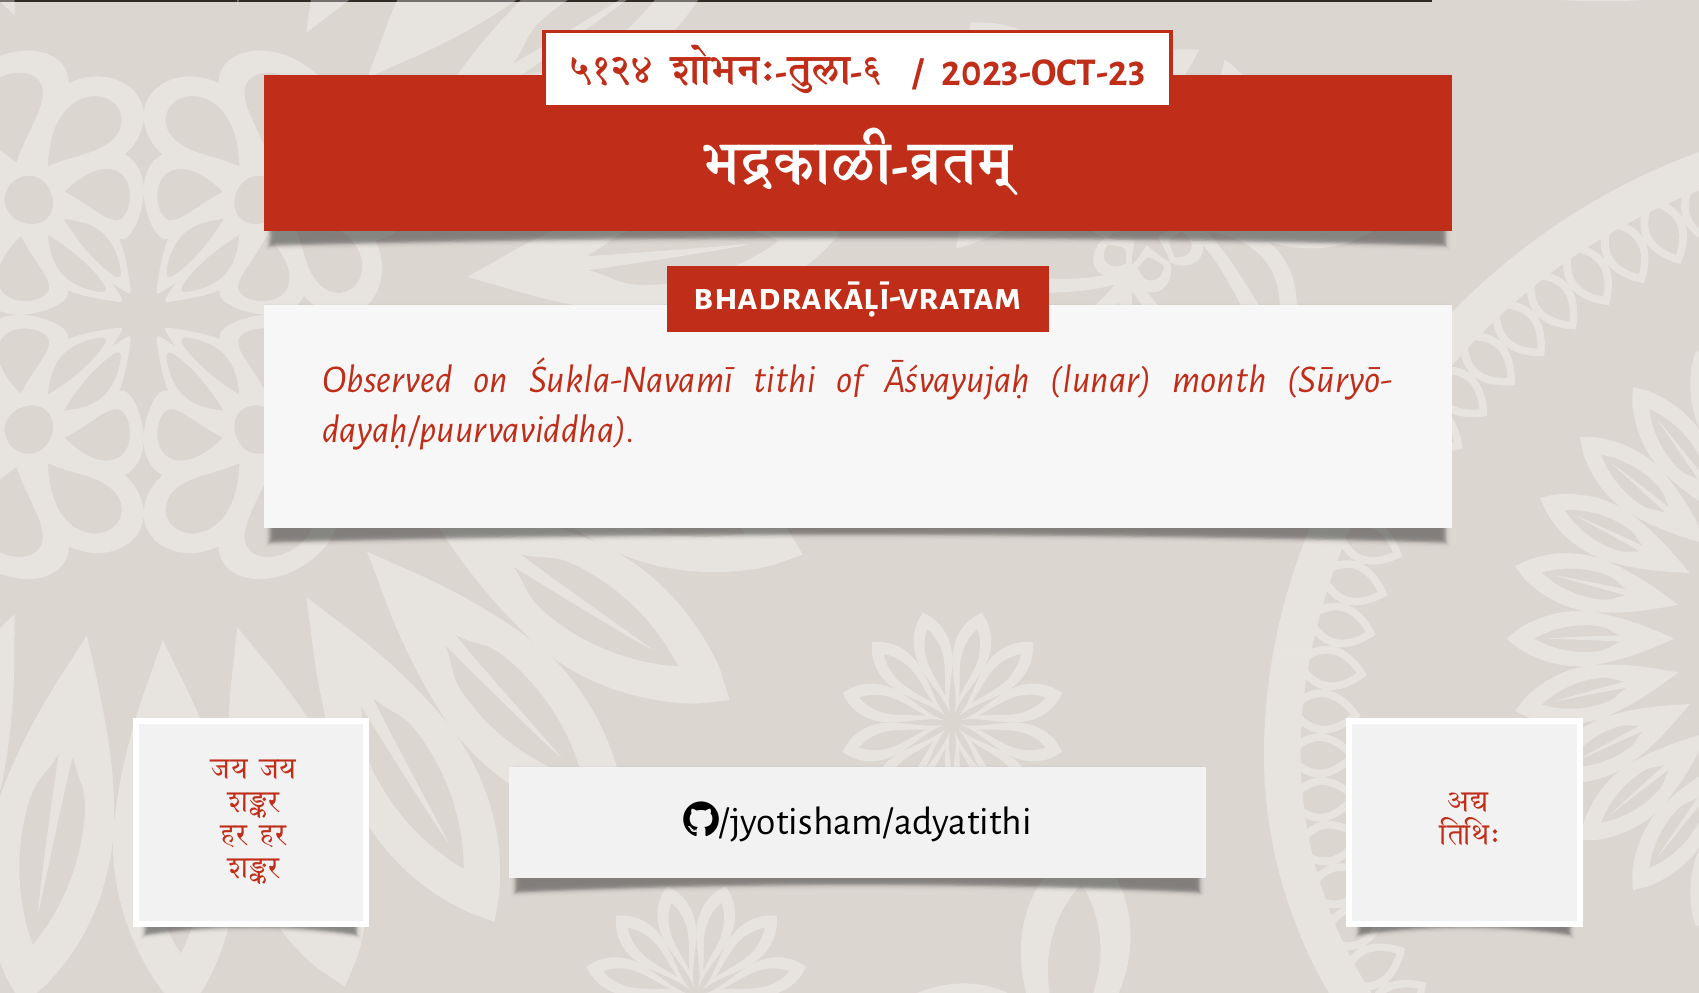 ५१२४ शोभनः-तुला-६ / 2023-OCT-23
भद्रकाळी-व्रतम्
BHADRAKĀḶĪ-VRATAM
Observed on Śukla-Navamī tithi of Āśvayujaḥ (lunar) month (Sūryō-
dayaḥ/puurvaviddha).
जय जय
शङ्कर
हर हर
शङ्कर
/jyotisham/adyatithi
अद्य
तिथिः